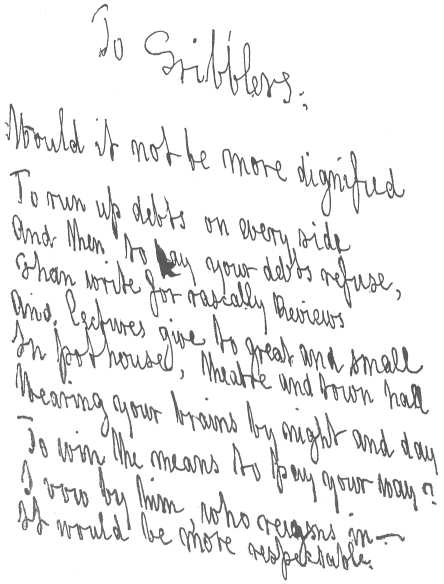 To Scribblers.
Would it not be more dignified
To run up debts on every side
And then to pay your debts refuse,
Than write for rascally Reviews
And lectures give to great and small
In pothouse, theatre and town hall
Wearing your brains by night and day
To win the means to pay your way?
I vow by him who reigns in —
It would be more respectable.